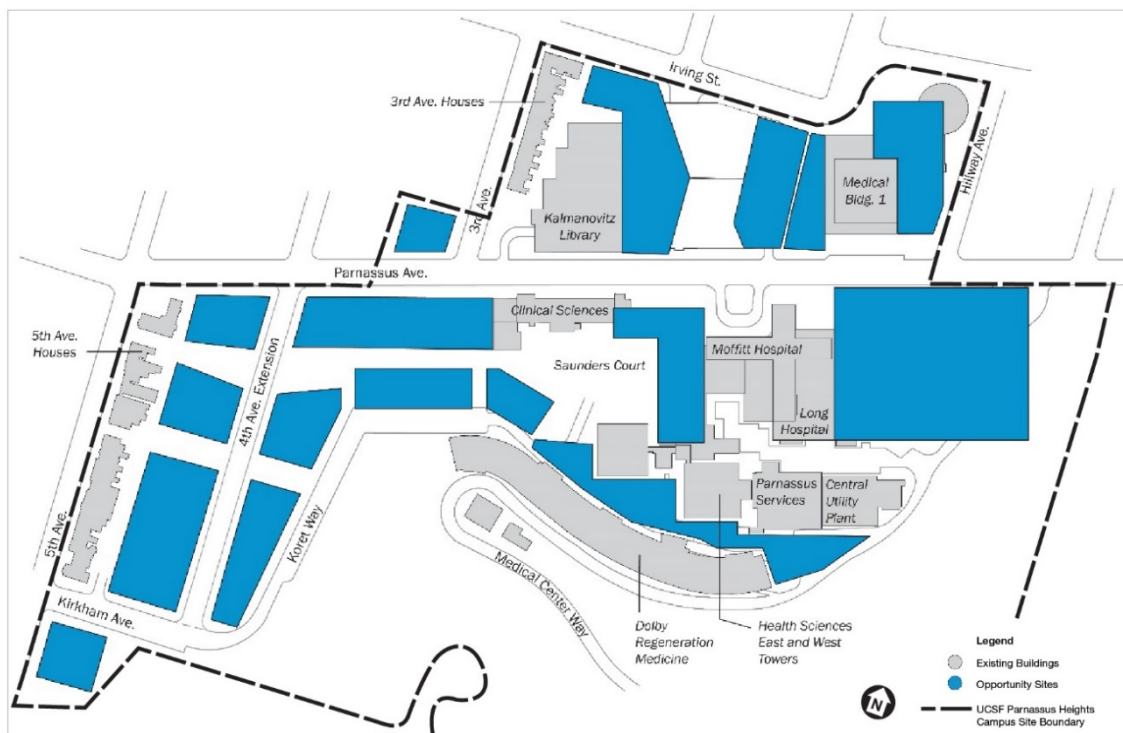 Irving St.
3rd Ave. Houses
Hillway Ave.
Medical
Bldg. 1
3rd Ave.
Kalmanovitz
Library
Parnassus Ave.
Clinical Sciences
5th Ave.
Houses
Moffitt Hospital
Saunders Court
4th Ave. Extension
Long
Hospital
Parnassus
Services
Central
Utility
Plant
Koret Way
5th Ave.
Medical Center Way
Kirkham Ave.
Dolby
Regeneration
Medicine
Health Sciences
East and West
Towers
Legend
Existing Buildings
Opportunity Sites
N
UCSF Parnassus Heights
Campus Site Boundary